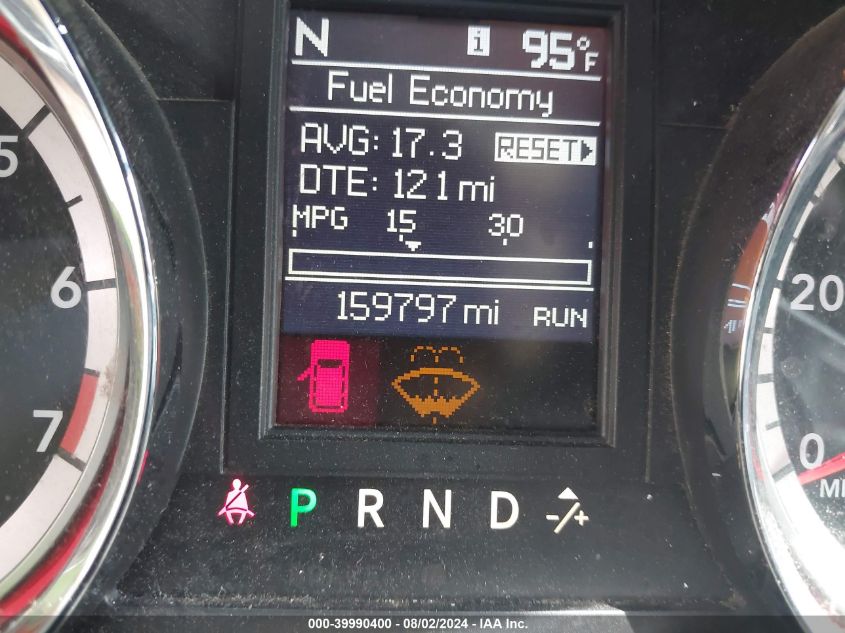 N i 95°F
Fuel Economy
AVG: 17.3 RESET
DTE: 121 mi
MPG 15 30
159797 mi RUN
5
6
7
20
0
P R N D -/+
000-39990400 - 08/02/2024 - IAA Inc.